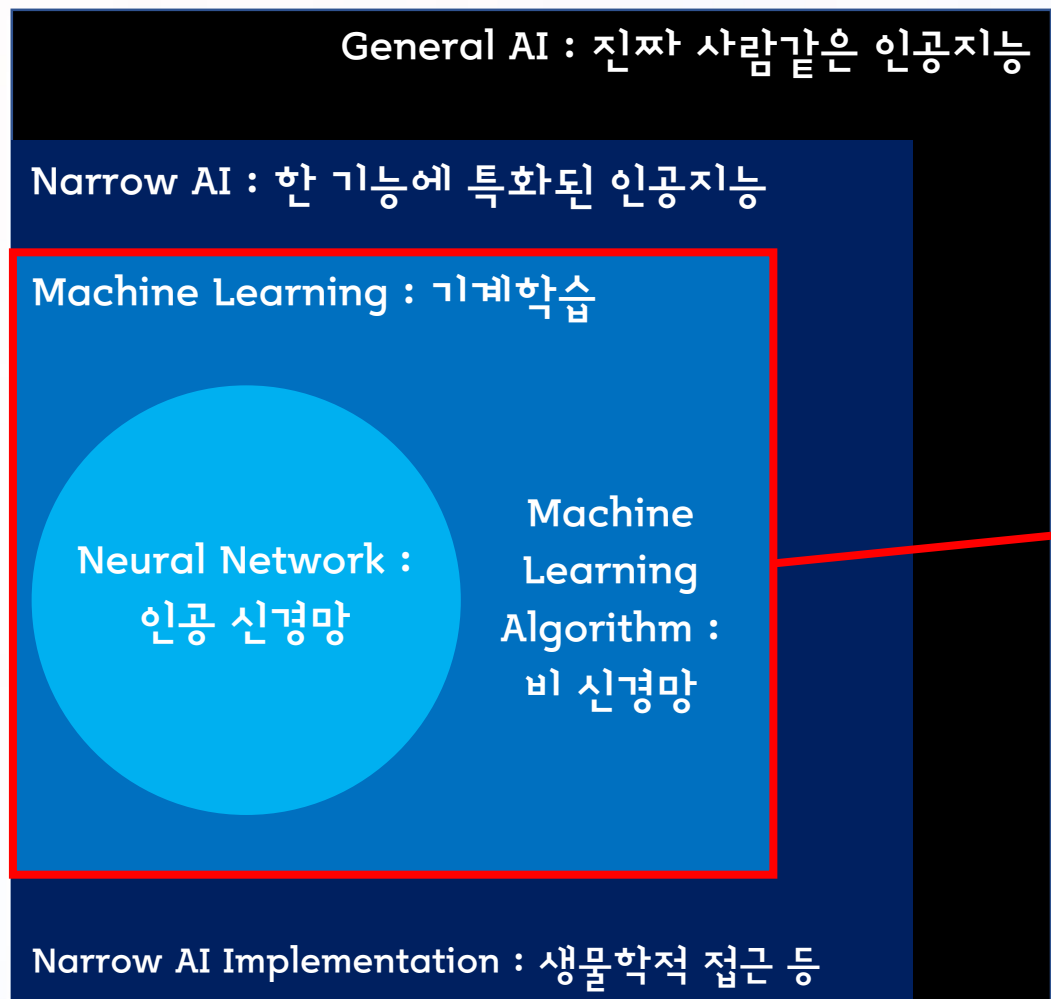 General AI : 진짜 사람같은 인공지능
Narrow AI : 한 기능에 특화된 인공지능
Machine Learning : 기계학습
Neural Network :
인공 신경망
Machine
Learning
Algorithm :
비 신경망
Narrow AI Implementation : 생물학적 접근 등